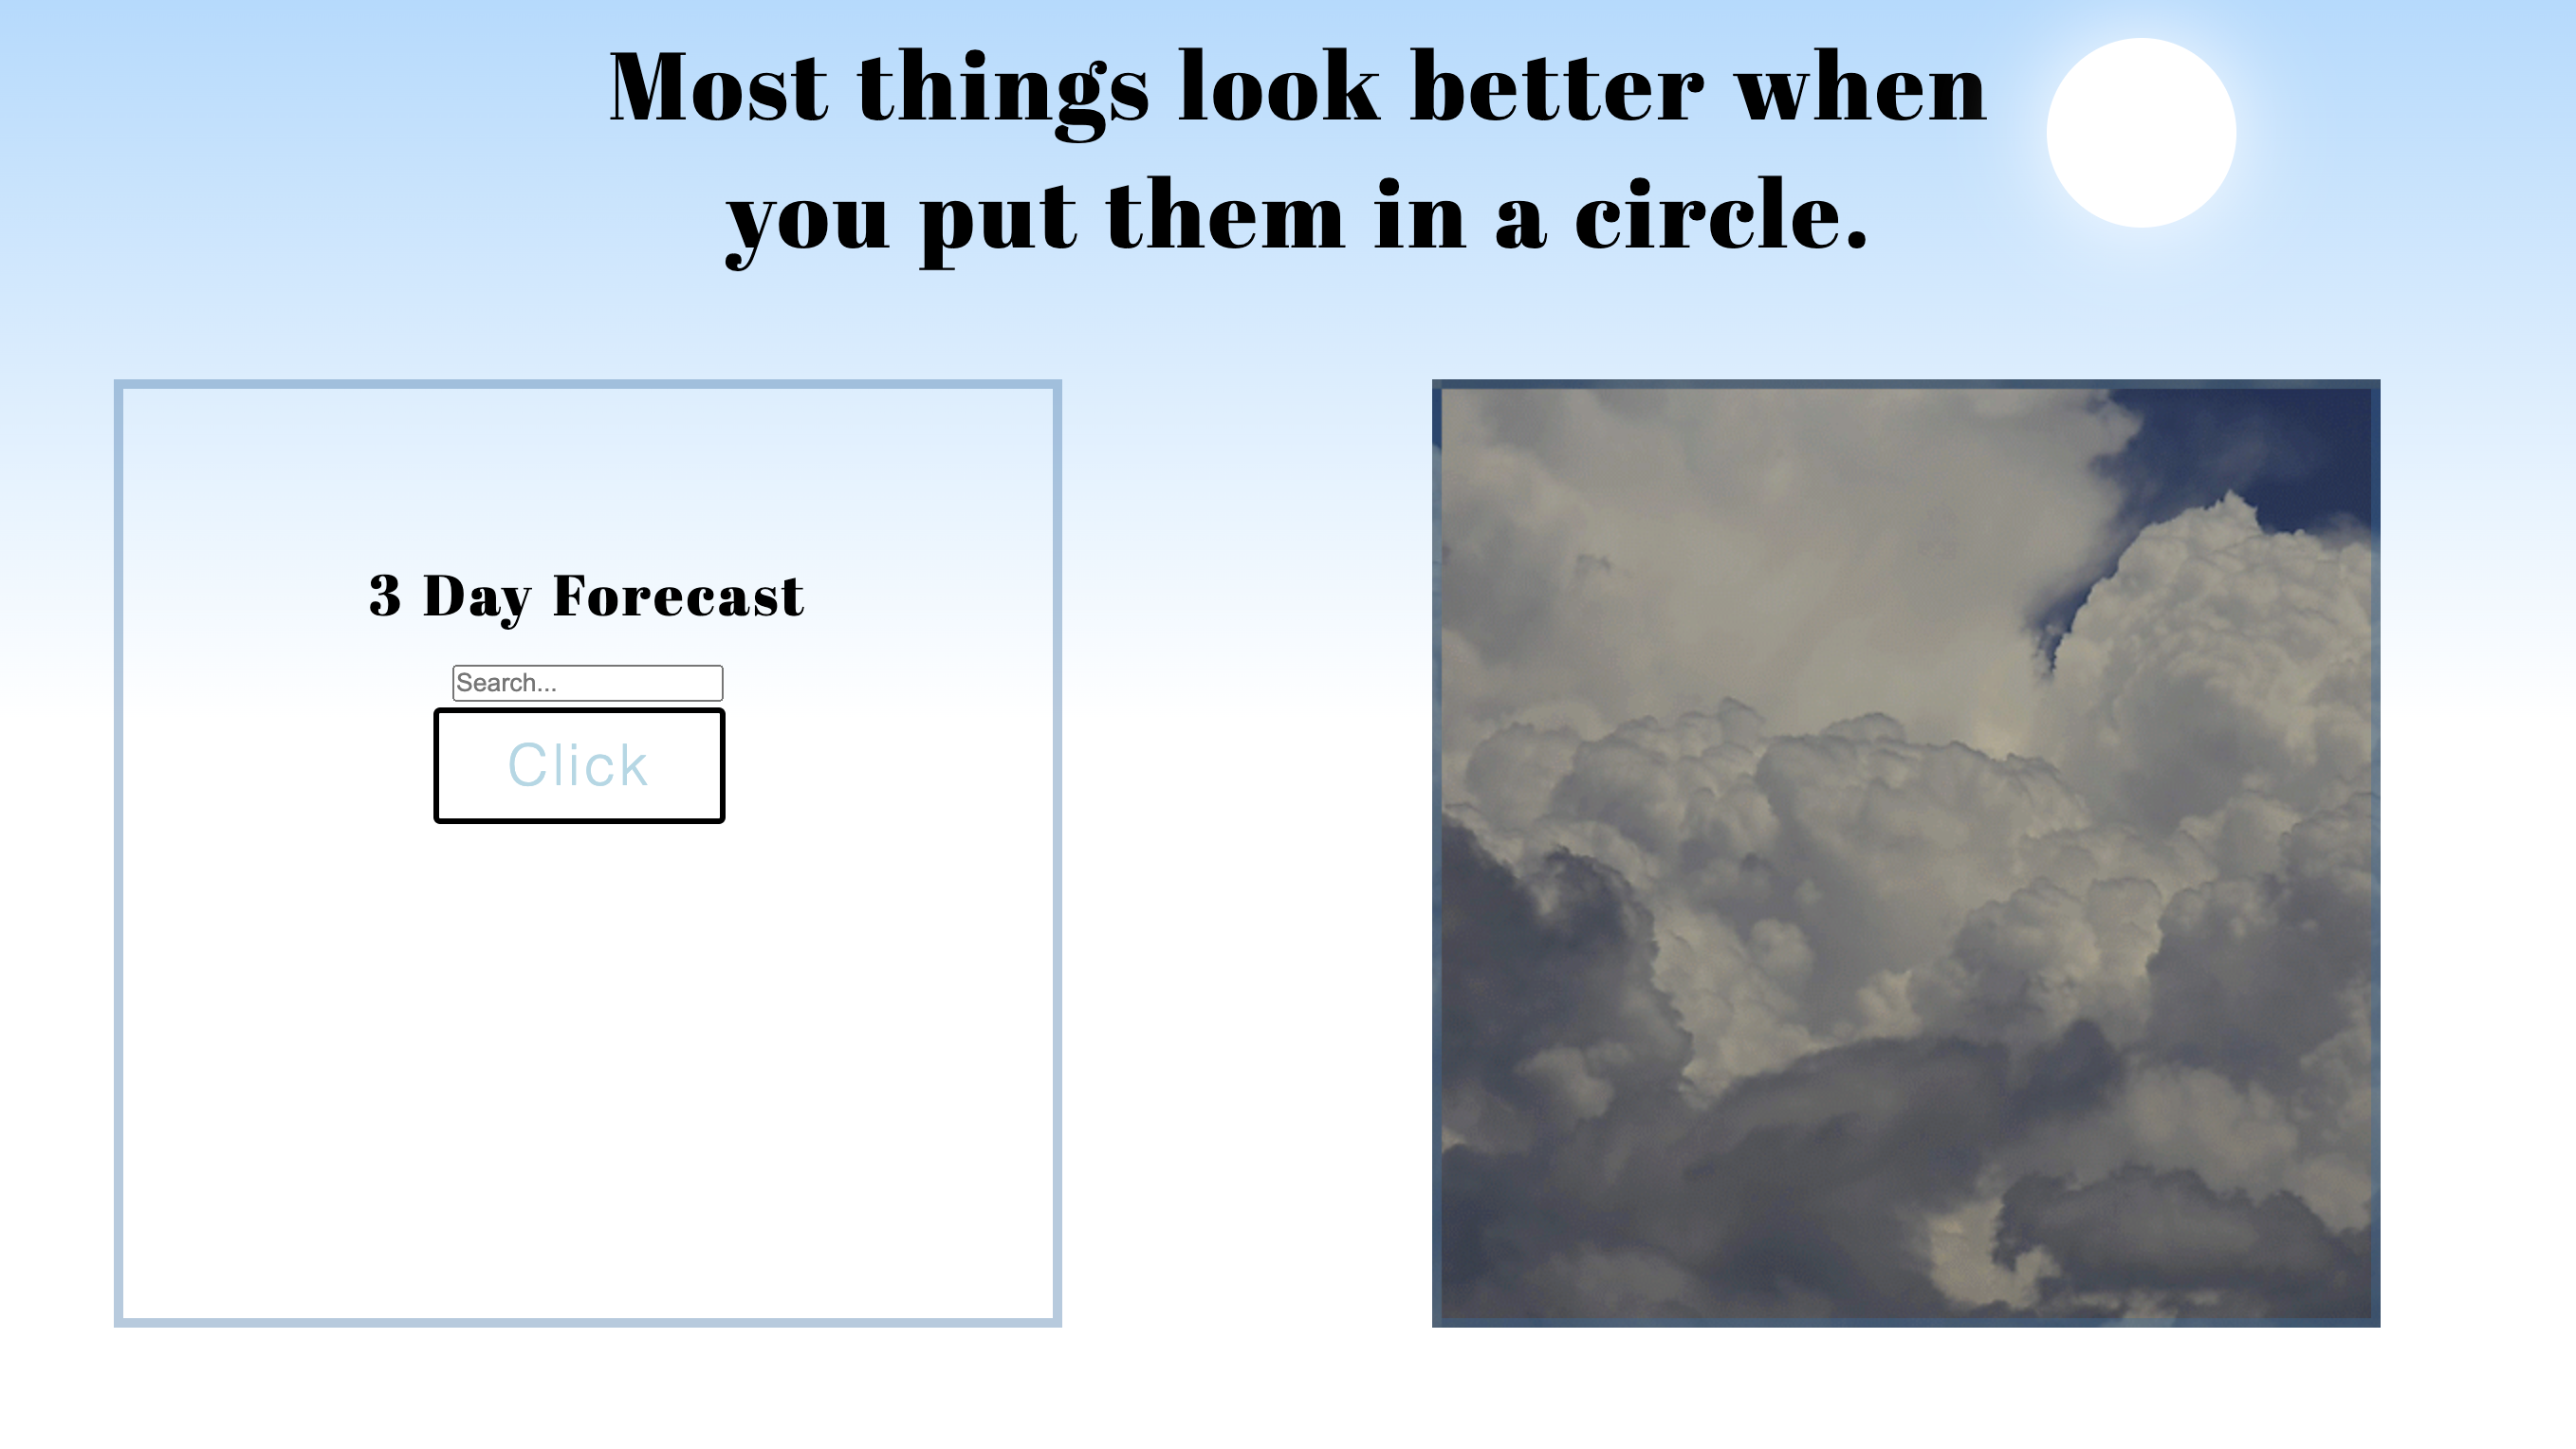 Most things look better when
you put them in a circle.
3 Day Forecast
Search...
Click